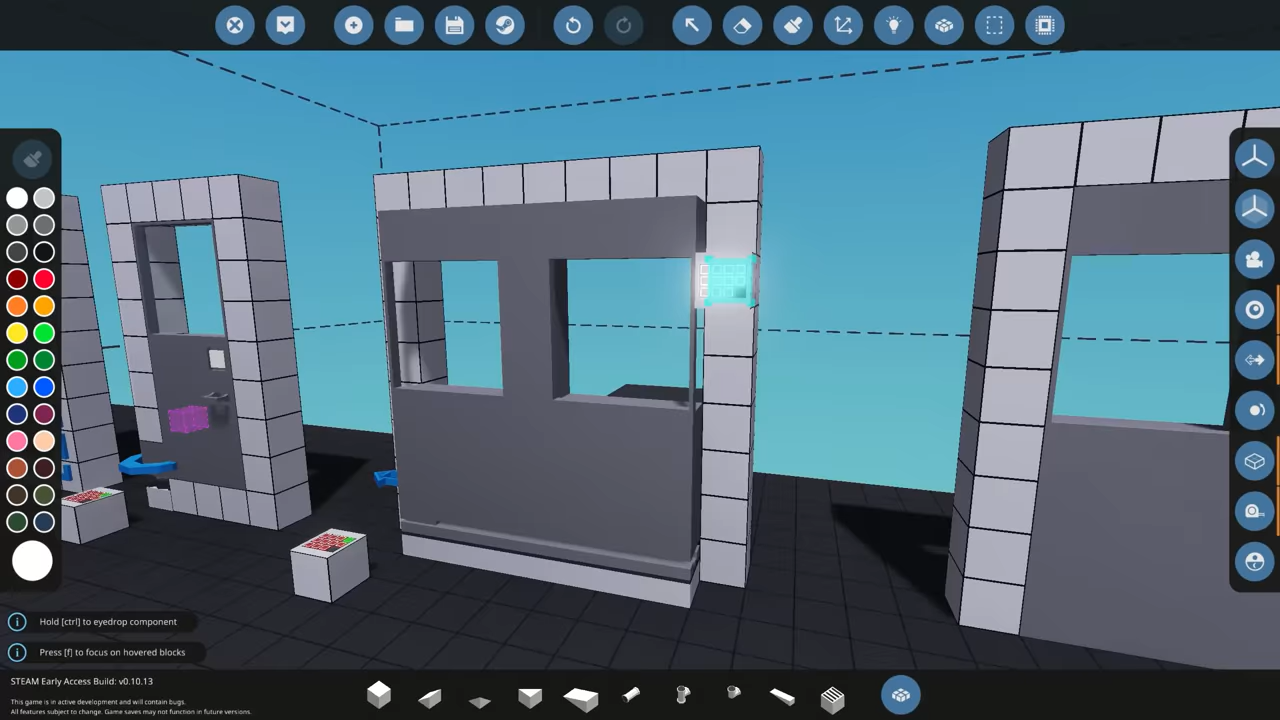 Hold [ctrl] to eyedrop component
Press [f] to focus on hovered blocks
STEAM Early Access Build: v0.10.13
This game is in active development and will contain bugs.
All features subject to change. Game saves may not function in future versions.